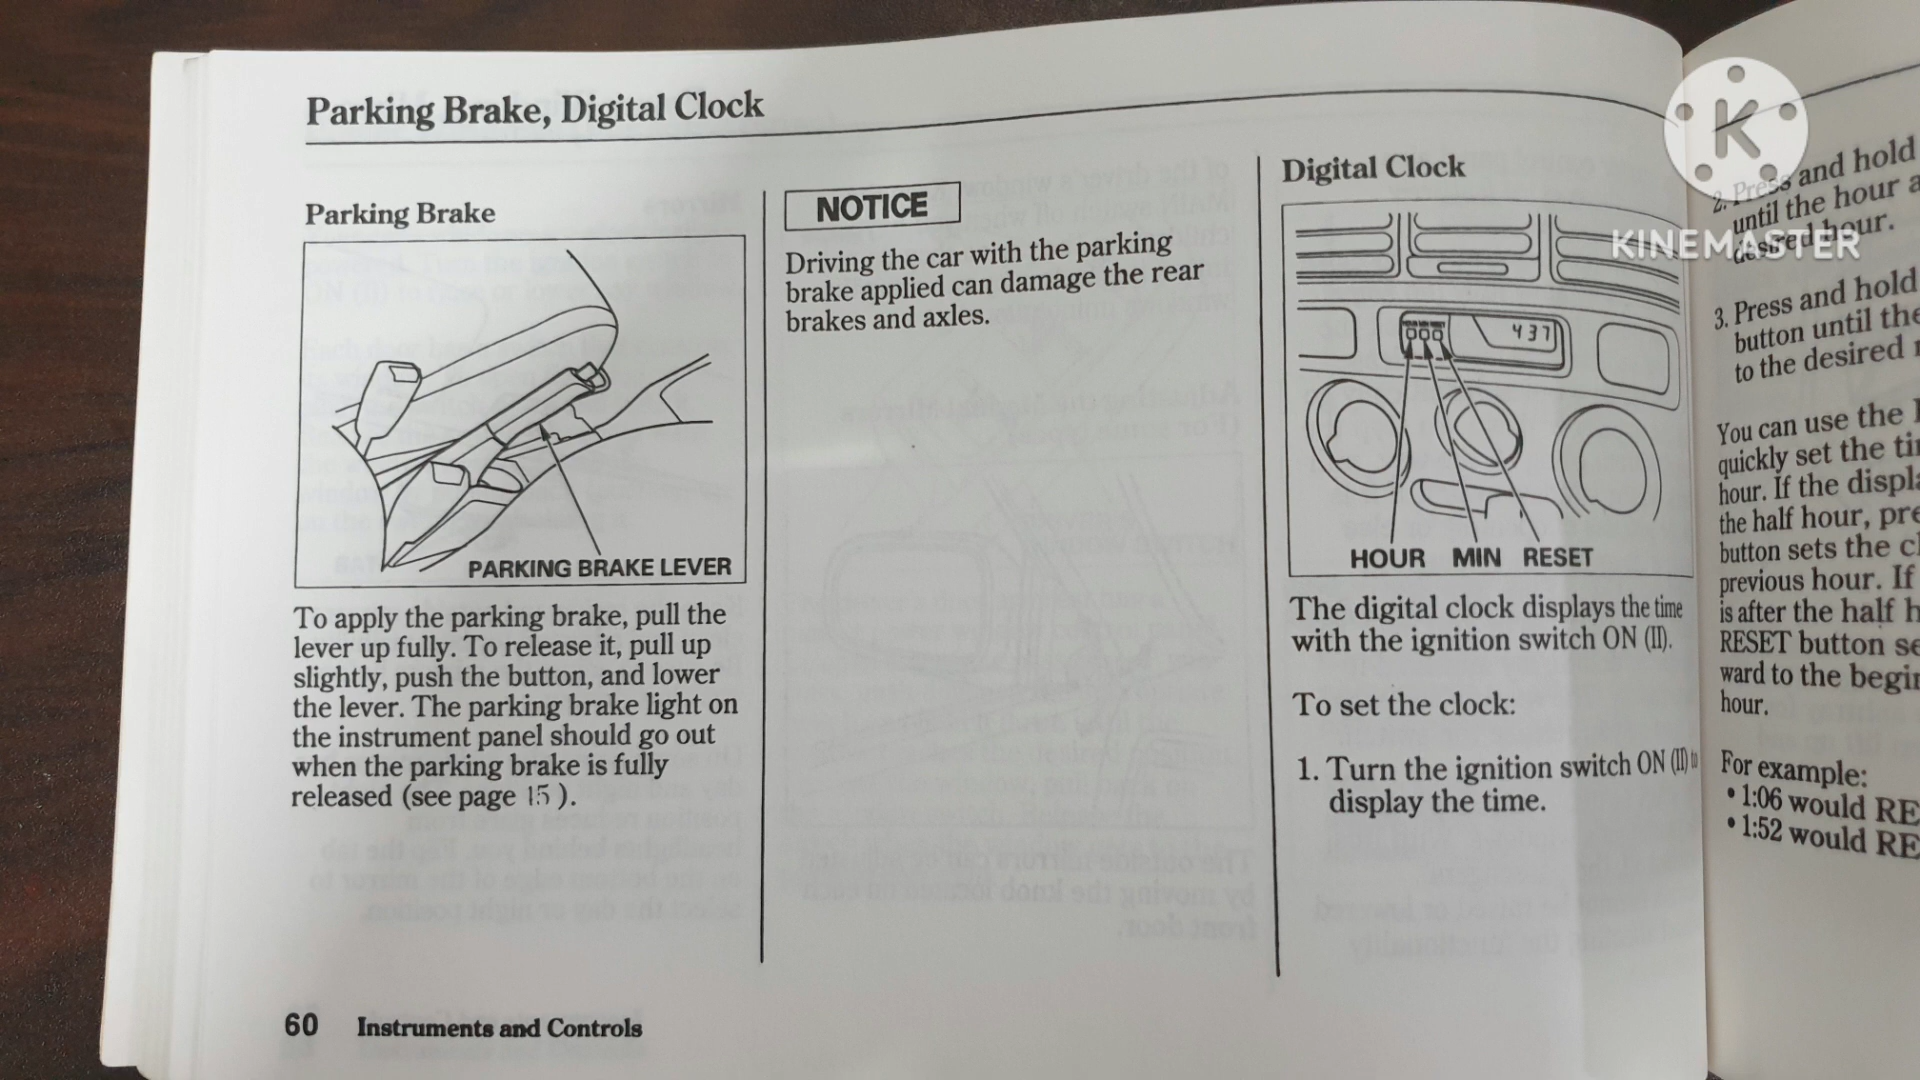 Parking Brake, Digital Clock
Parking Brake
PARKING BRAKE LEVER
To apply the parking brake, pull the
lever up fully. To release it, pull up
slightly, push the button, and lower
the lever. The parking brake light on
the instrument panel should go out
when the parking brake is fully
released (see page 15 ).
NOTICE
Driving the car with the parking
brake applied can damage the rear
brakes and axles.
Digital Clock
4 37
HOUR MIN RESET
The digital clock displays the time
with the ignition switch ON (II).
To set the clock:
1. Turn the ignition switch ON (II) to
display the time.
60 Instruments and Controls
K
KINEMASTER
2. Press and hold
until the hour a
desired hour.
3. Press and hold
button until the
to the desired
You can use the
quickly set the
hour. If the
the half hour,
button sets the
previous hour. If
is after the half
RESET button
ward to the
hour.
For example:
• 1:06 would RE
• 1:52 would RE